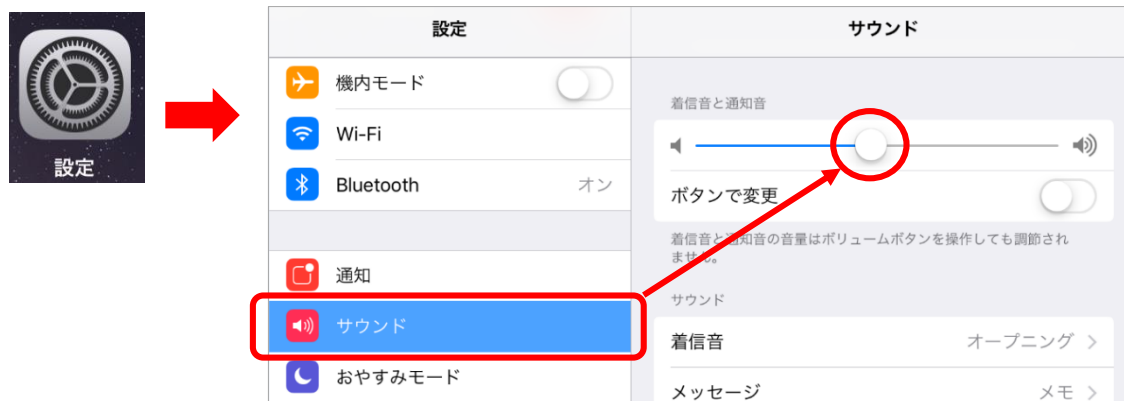 設定
設定
機内モード
Wi-Fi
Bluetooth オン
通知
サウンド
おやすみモード
サウンド
着信音と通知音
ボタンで変更
着信音と通知音の音量はボリュームボタンを操作しても調節され
ません。
サウンド
着信音 オープニング
メッセージ メモ